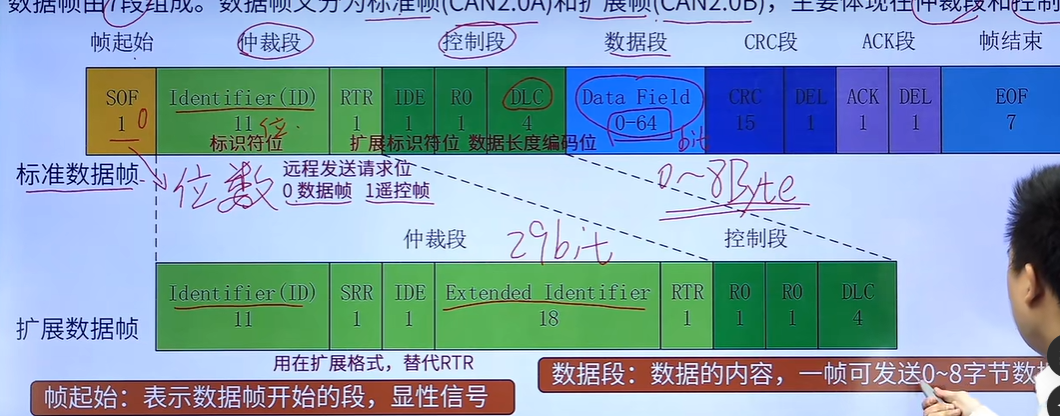 据帧由7段组成。数据帧又分为标准帧(CAN2.0A)和扩展帧(CAN2.0B)，主要体现在仲裁段和控制
帧起始 仲裁段 控制段 数据段 CRC段 ACK段 帧结束
SOF Identifier(ID) RTR IDE R0 DLC Data Field CRC DEL ACK DEL EOF
1 0 11 位 1 1 1 4 0-64 bit 15 1 1 1 7
标识符位 扩展标识符位 数据长度编码位
标准数据帧 位数 远程发送请求位 0~8Byte
0 数据帧 1遥控帧
仲裁段 29bit 控制段
Identifier(ID) SRR IDE Extended Identifier RTR R0 R0 DLC
11 1 1 18 1 1 1 4
扩展数据帧
用在扩展格式，替代RTR
数据段：数据的内容，一帧可发送0~8字节数
帧起始：表示数据帧开始的段，显性信号